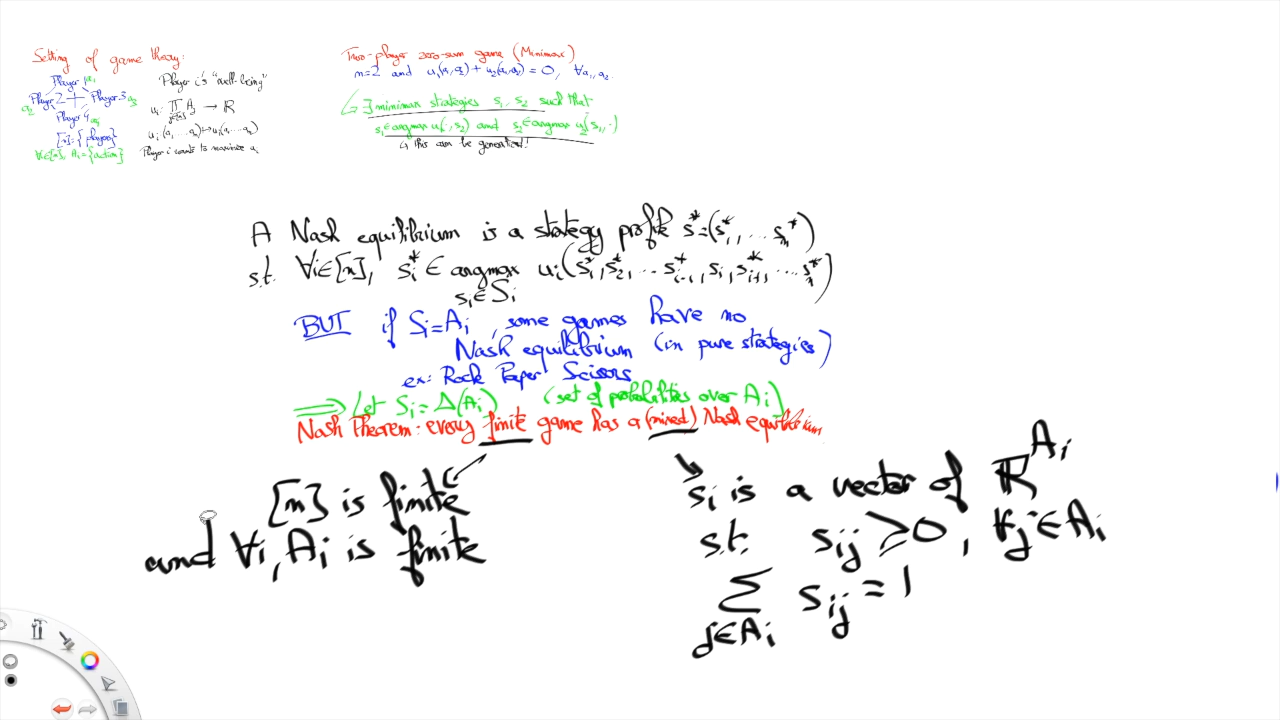 Setting of game theory:
Player 1 a₁
a₂ Player 2 Player 3 a₃
Player 4 a₄
[n]: {players}
∀i∈[n], Aᵢ = {action}
Player i's "well-being"
uᵢ: ∏ Aⱼ → ℝ
j∈[n]
uᵢ: (a₁ ... aₙ) ↦ uᵢ(a₁ ... aₙ)
Player i wants to maximize uᵢ
Two-player zero-sum game (Minimax)
n=2 and u₁(a₁,a₂) + u₂(a₁,a₂) = 0, ∀a₁,a₂.
↳ ∃ minimax strategies s₁, s₂ such that
s₁∈argmax u₁(·,s₂) and s₂∈argmax u₂(s₁,·)
↳ this can be generalized!
A Nash equilibrium is a strategy profile s*=(s₁*, ... sₙ*)
s.t. ∀i∈[n], sᵢ* ∈ argmax uᵢ(s₁*, s₂*, ... sᵢ₋₁*, sᵢ, sᵢ₊₁*, ... sₙ*)
sᵢ∈Sᵢ
BUT if Sᵢ=Aᵢ, some games have no
Nash equilibrium (in pure strategies)
ex: Rock Paper Scissors
⟹ Let Sᵢ = Δ(Aᵢ) (set of probabilities over Aᵢ)
Nash Theorem: every finite game has a (mixed) Nash equilibrium
[n] is finite
and ∀i, Aᵢ is finite
sᵢ is a vector of ℝ^Aᵢ
s.t. sᵢⱼ ≥ 0, ∀j∈Aᵢ
∑ sᵢⱼ = 1
j∈Aᵢ